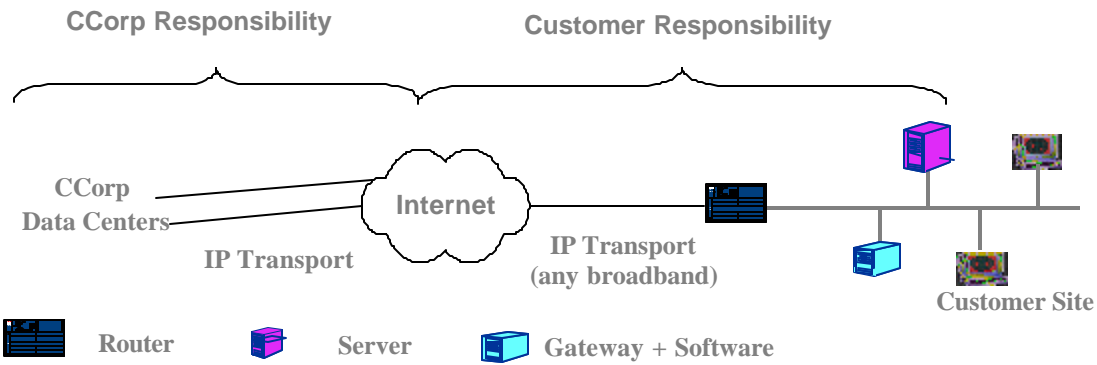 CCorp Responsibility
Customer Responsibility
CCorp
Data Centers
IP Transport
Internet
IP Transport
(any broadband)
Customer Site
Router
Server
Gateway + Software